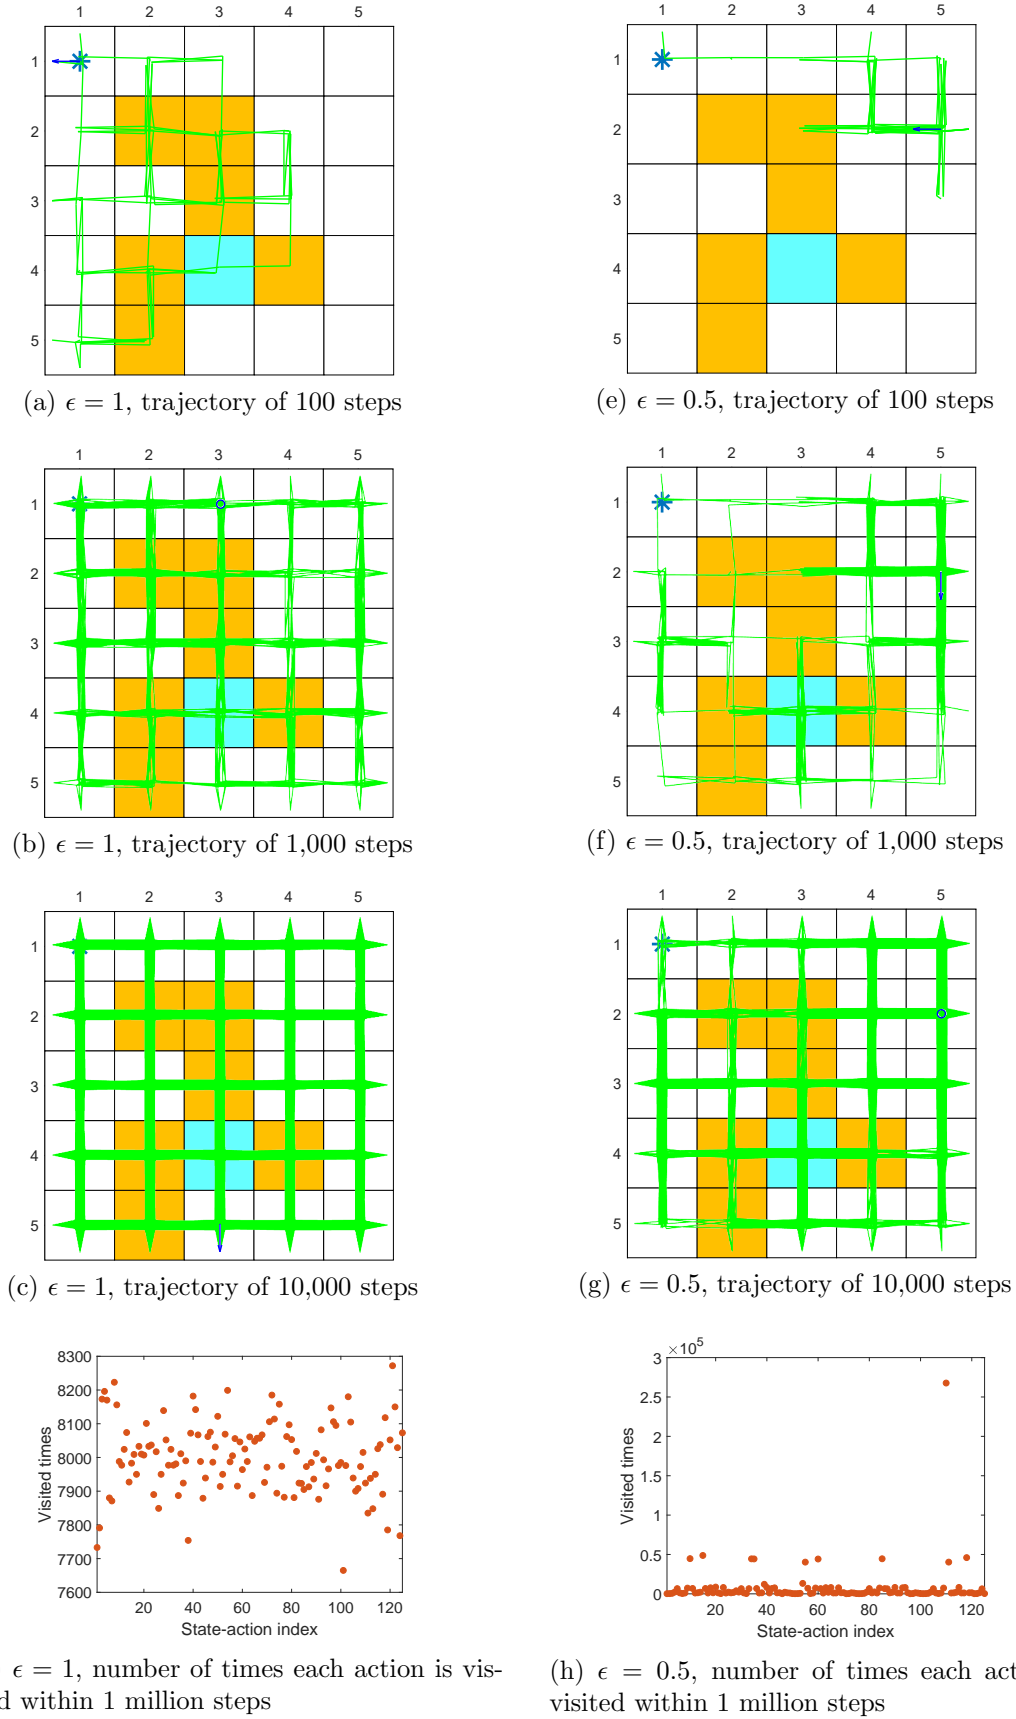 1 2 3 4 5
1
2
3
4
5
(a) ϵ = 1, trajectory of 100 steps
1 2 3 4 5
1
2
3
4
5
(e) ϵ = 0.5, trajectory of 100 steps
1 2 3 4 5
1
2
3
4
5
(b) ϵ = 1, trajectory of 1,000 steps
1 2 3 4 5
1
2
3
4
5
(f) ϵ = 0.5, trajectory of 1,000 steps
1 2 3 4 5
1
2
3
4
5
(c) ϵ = 1, trajectory of 10,000 steps
1 2 3 4 5
1
2
3
4
5
(g) ϵ = 0.5, trajectory of 10,000 steps
8300
8200
8100
8000
7900
7800
7700
7600
Visited times
20 40 60 80 100 120
State-action index
ϵ = 1, number of times each action is vis-
d within 1 million steps
×10⁵
3
2.5
2
1.5
1
0.5
0
Visited times
20 40 60 80 100 120
State-action index
(h) ϵ = 0.5, number of times each act
visited within 1 million steps